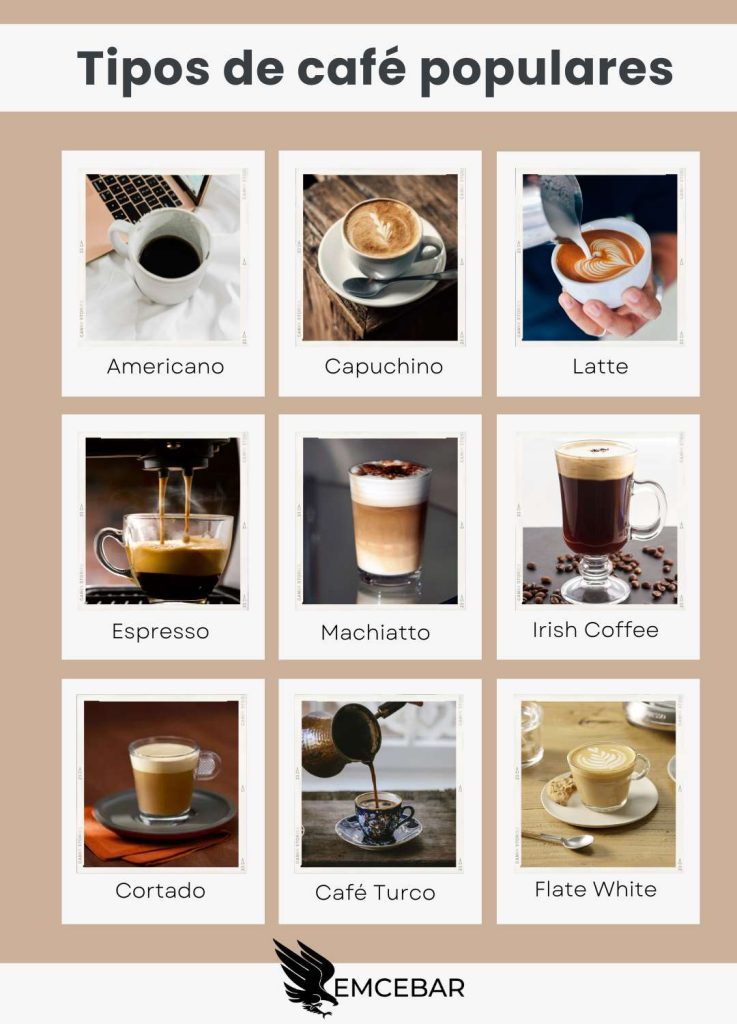 Tipos de café populares
Americano
Capuchino
Latte
Espresso
Machiatto
Irish Coffee
Cortado
Café Turco
Flate White
EMCEBAR